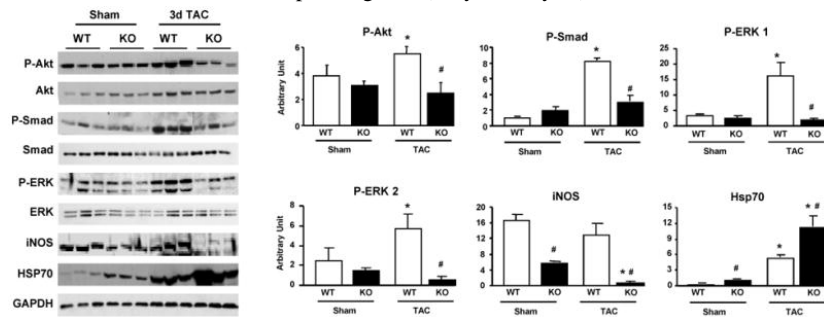 Sham 3d TAC
WT KO WT KO
P-Akt
Akt
P-Smad
Smad
P-ERK
ERK
iNOS
HSP70
GAPDH
P-Akt
Arbitrary Unit
6
4
2
0
WT KO WT KO
Sham TAC
*
#
P-Smad
10
8
6
4
2
0
WT KO WT KO
Sham TAC
*
#
P-ERK 1
25
20
15
10
5
0
WT KO WT KO
Sham TAC
*
#
P-ERK 2
Arbitrary Unit
8
6
4
2
0
WT KO WT KO
Sham TAC
*
#
iNOS
20
16
12
8
4
0
WT KO WT KO
Sham TAC
#
* #
Hsp70
15
10
5
0
WT KO WT KO
Sham TAC
#
*
* #